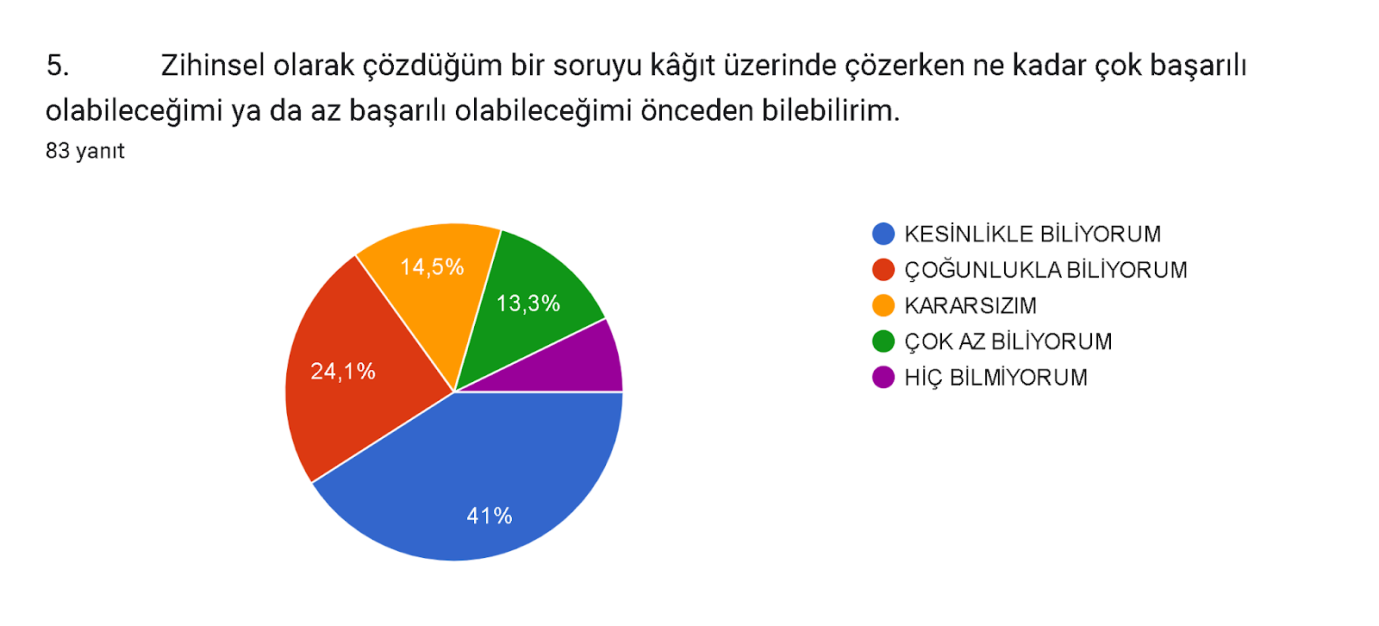 5. Zihinsel olarak çözdüğüm bir soruyu kâğıt üzerinde çözerken ne kadar çok başarılı
olabileceğimi ya da az başarılı olabileceğimi önceden bilebilirim.
83 yanıt
14,5%
13,3%
24,1%
41%
KESİNLİKLE BİLİYORUM
ÇOĞUNLUKLA BİLİYORUM
KARARSIZIM
ÇOK AZ BİLİYORUM
HİÇ BİLMİYORUM